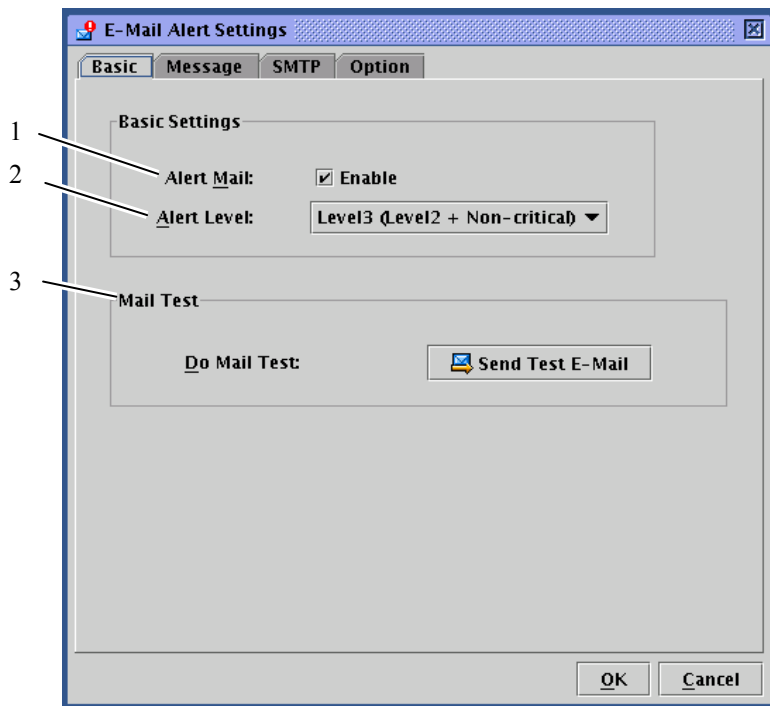 E-Mail Alert Settings
Basic Message SMTP Option
Basic Settings
1
Alert Mail: Enable
2
Alert Level: Level3 (Level2 + Non-critical)
3
Mail Test
Do Mail Test: Send Test E-Mail
OK Cancel